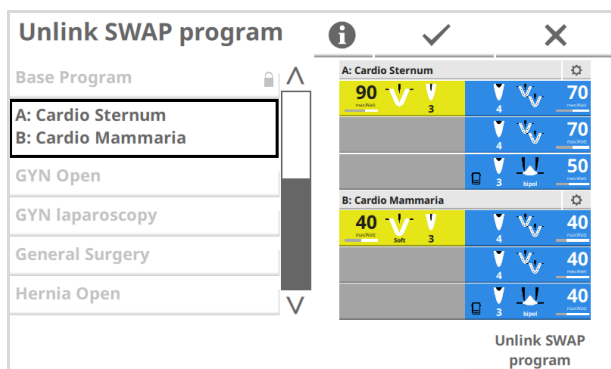 Unlink SWAP program
Base Program
A: Cardio Sternum
B: Cardio Mammaria
GYN Open
GYN laparoscopy
General Surgery
Hernia Open
A: Cardio Sternum
90
3
4
70
4
70
3
bipol
50
B: Cardio Mammaria
40
Soft
3
4
40
4
40
3
bipol
40
Unlink SWAP
program